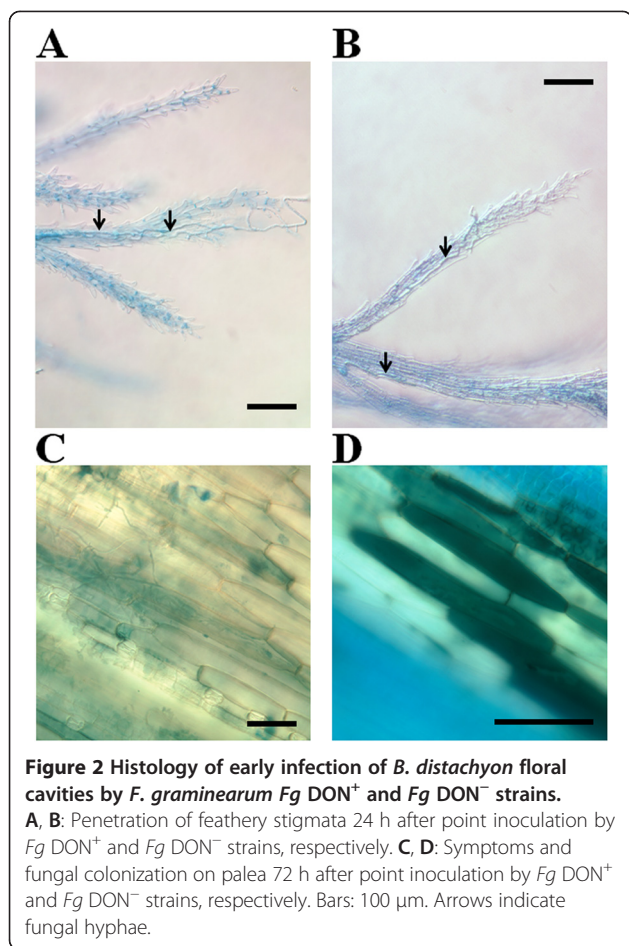 A
B
C
D
Figure 2 Histology of early infection of B. distachyon floral
cavities by F. graminearum Fg DON⁺ and Fg DON⁻ strains.
A, B: Penetration of feathery stigmata 24 h after point inoculation by
Fg DON⁺ and Fg DON⁻ strains, respectively. C, D: Symptoms and
fungal colonization on palea 72 h after point inoculation by Fg DON⁺
and Fg DON⁻ strains, respectively. Bars: 100 μm. Arrows indicate
fungal hyphae.